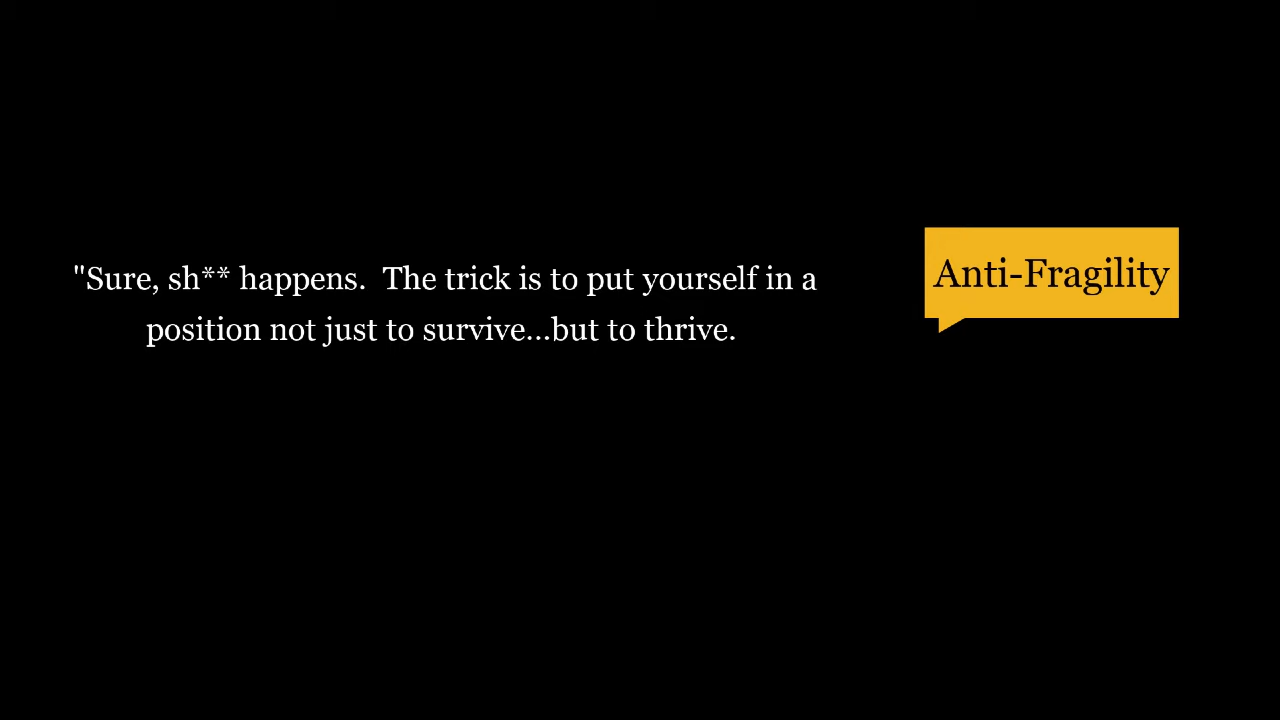 "Sure, sh** happens.  The trick is to put yourself in a
position not just to survive...but to thrive.
Anti-Fragility